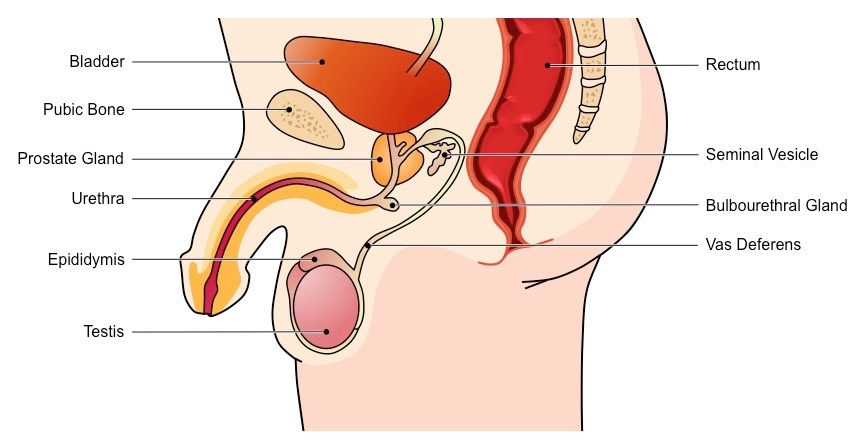 Bladder
Pubic Bone
Prostate Gland
Urethra
Epididymis
Testis
Rectum
Seminal Vesicle
Bulbourethral Gland
Vas Deferens